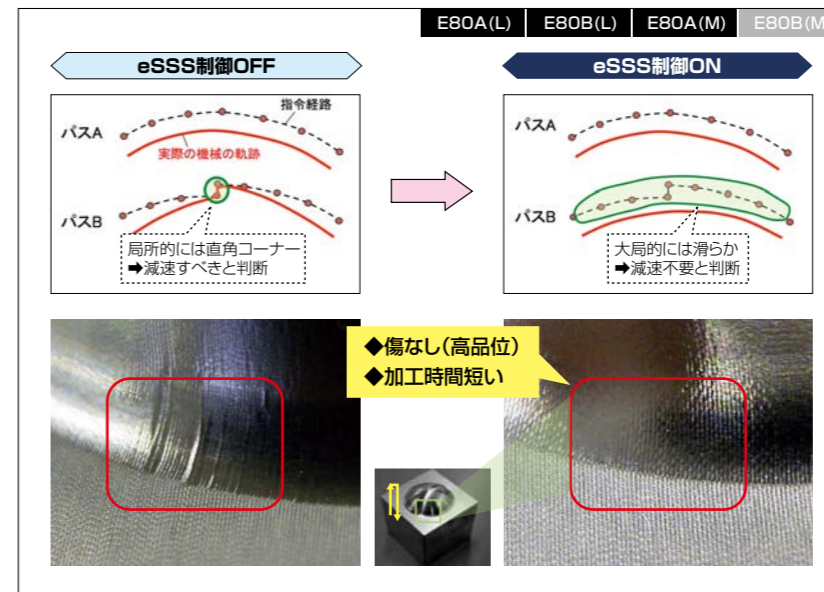 E80A(L) E80B(L) E80A(M) E80B(M
eSSS制御OFF
パスA
指令経路
実際の機械の軌跡
パスB
局所的には直角コーナー
➡減速すべきと判断
eSSS制御ON
パスA
パスB
大局的には滑らか
➡減速不要と判断
◆傷なし(高品位)
◆加工時間短い